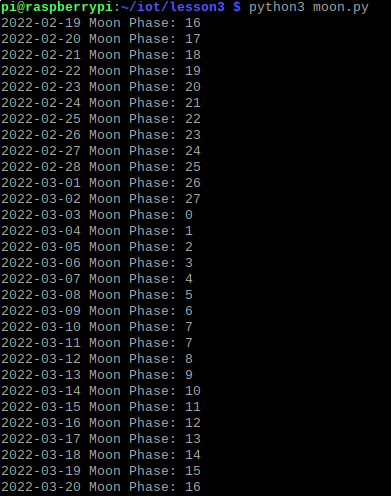 pi@raspberrypi:~/iot/lesson3 $ python3 moon.py
2022-02-19 Moon Phase: 16
2022-02-20 Moon Phase: 17
2022-02-21 Moon Phase: 18
2022-02-22 Moon Phase: 19
2022-02-23 Moon Phase: 20
2022-02-24 Moon Phase: 21
2022-02-25 Moon Phase: 22
2022-02-26 Moon Phase: 23
2022-02-27 Moon Phase: 24
2022-02-28 Moon Phase: 25
2022-03-01 Moon Phase: 26
2022-03-02 Moon Phase: 27
2022-03-03 Moon Phase: 0
2022-03-04 Moon Phase: 1
2022-03-05 Moon Phase: 2
2022-03-06 Moon Phase: 3
2022-03-07 Moon Phase: 4
2022-03-08 Moon Phase: 5
2022-03-09 Moon Phase: 6
2022-03-10 Moon Phase: 7
2022-03-11 Moon Phase: 7
2022-03-12 Moon Phase: 8
2022-03-13 Moon Phase: 9
2022-03-14 Moon Phase: 10
2022-03-15 Moon Phase: 11
2022-03-16 Moon Phase: 12
2022-03-17 Moon Phase: 13
2022-03-18 Moon Phase: 14
2022-03-19 Moon Phase: 15
2022-03-20 Moon Phase: 16